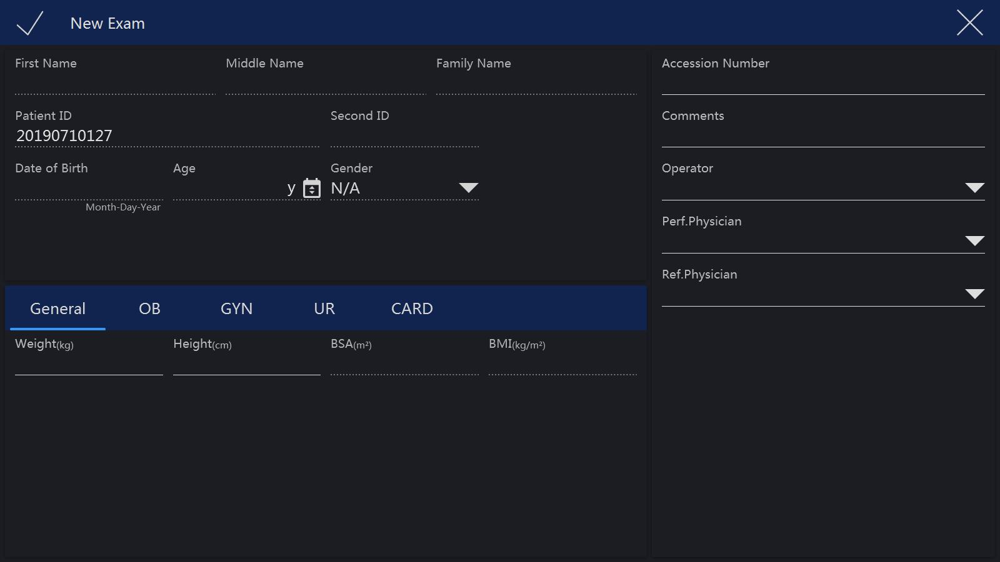 New Exam
First Name Middle Name Family Name
Patient ID Second ID
20190710127
Date of Birth Age Gender
y N/A
Month-Day-Year
General OB GYN UR CARD
Weight(kg) Height(cm) BSA(m²) BMI(kg/m²)
Accession Number
Comments
Operator
Perf.Physician
Ref.Physician